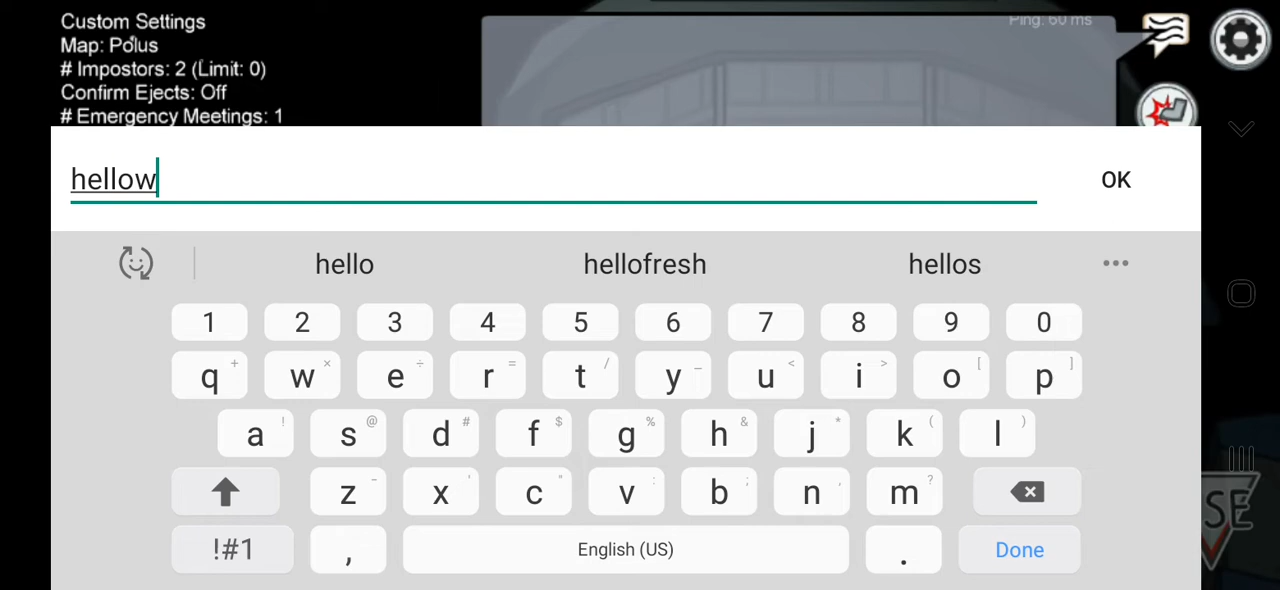 Custom Settings
Map: Polus
# Impostors: 2 (Limit: 0)
Confirm Ejects: Off
# Emergency Meetings: 1
Ping: 60 ms
hellow
OK
hello hellofresh hellos
1 2 3 4 5 6 7 8 9 0
q + w × e ÷ r = t / y _ u < i > o [ p ]
a ! s @ d # f $ g % h & j * k ( l )
z - x ' c " v : b ; n , m ?
!#1 , English (US) . Done
SE